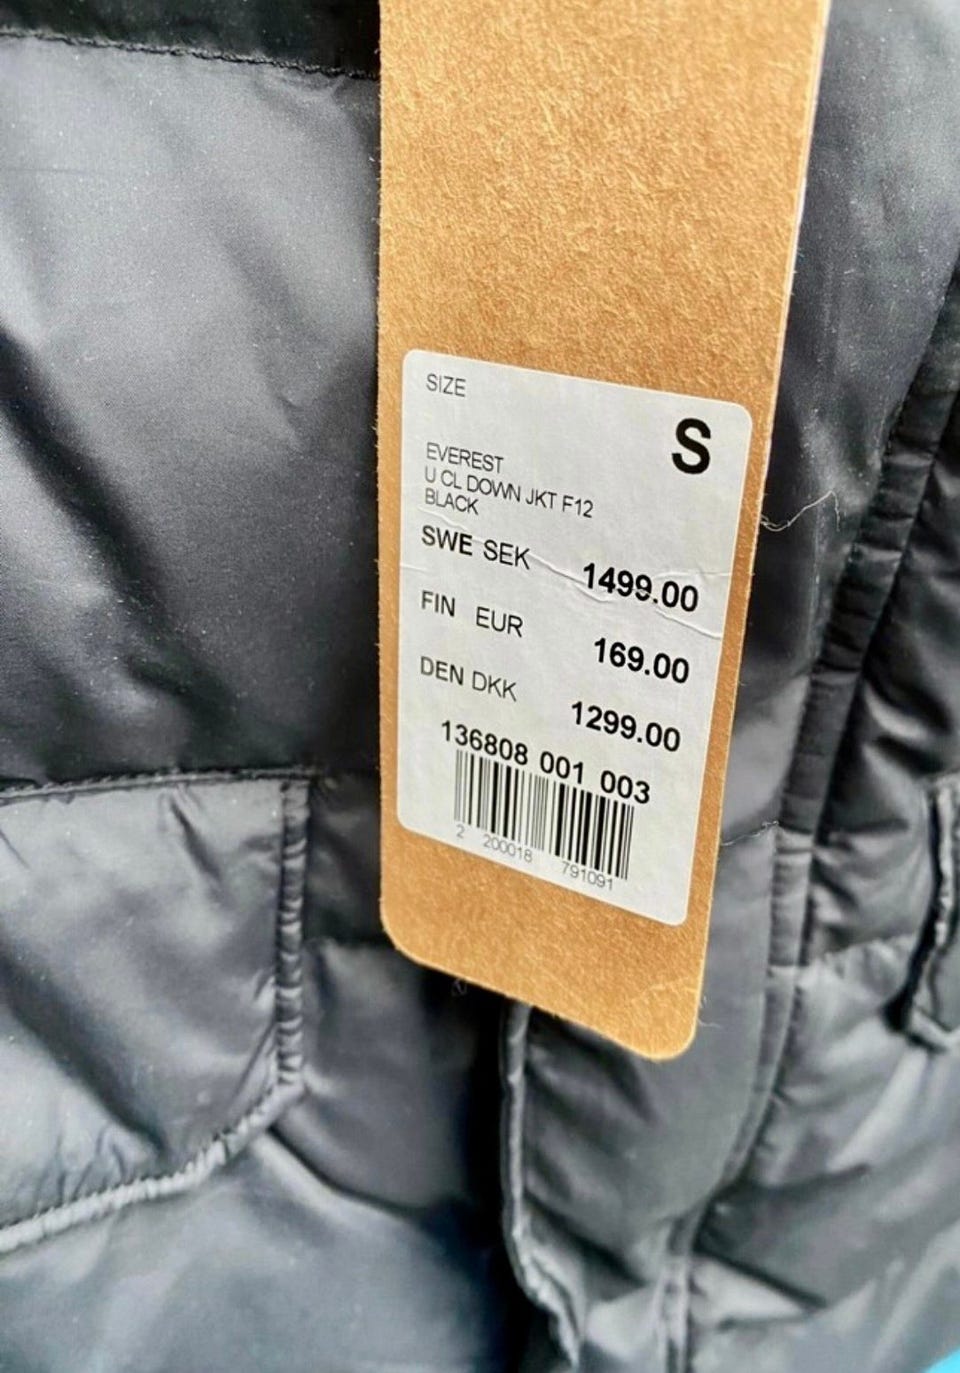 SIZE
S
EVEREST
U CL DOWN JKT F12
BLACK
SWE SEK 1499.00
FIN EUR 169.00
DEN DKK 1299.00
136808 001 003
2 200018 791091